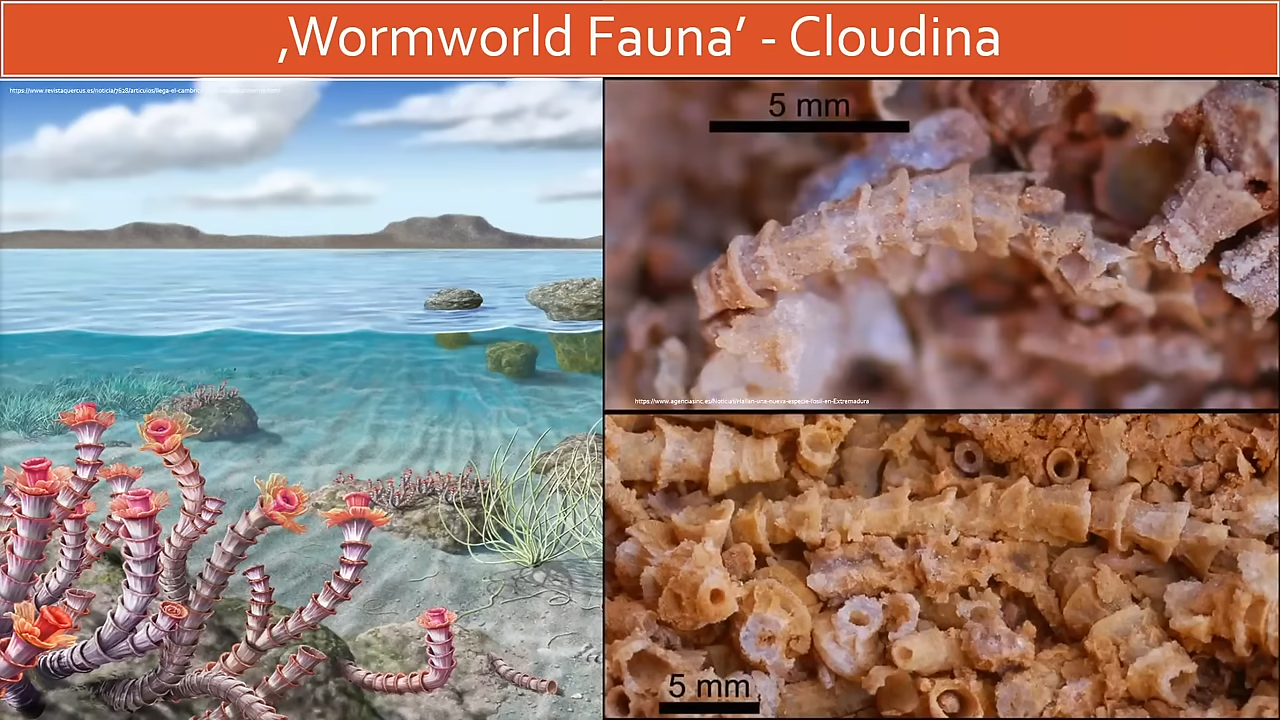 ‚Wormworld Fauna’ - Cloudina
5 mm
https://www.agenciasinc.es/Noticias/Hallan-una-nueva-especie-fosil-en-Extremadura
5 mm